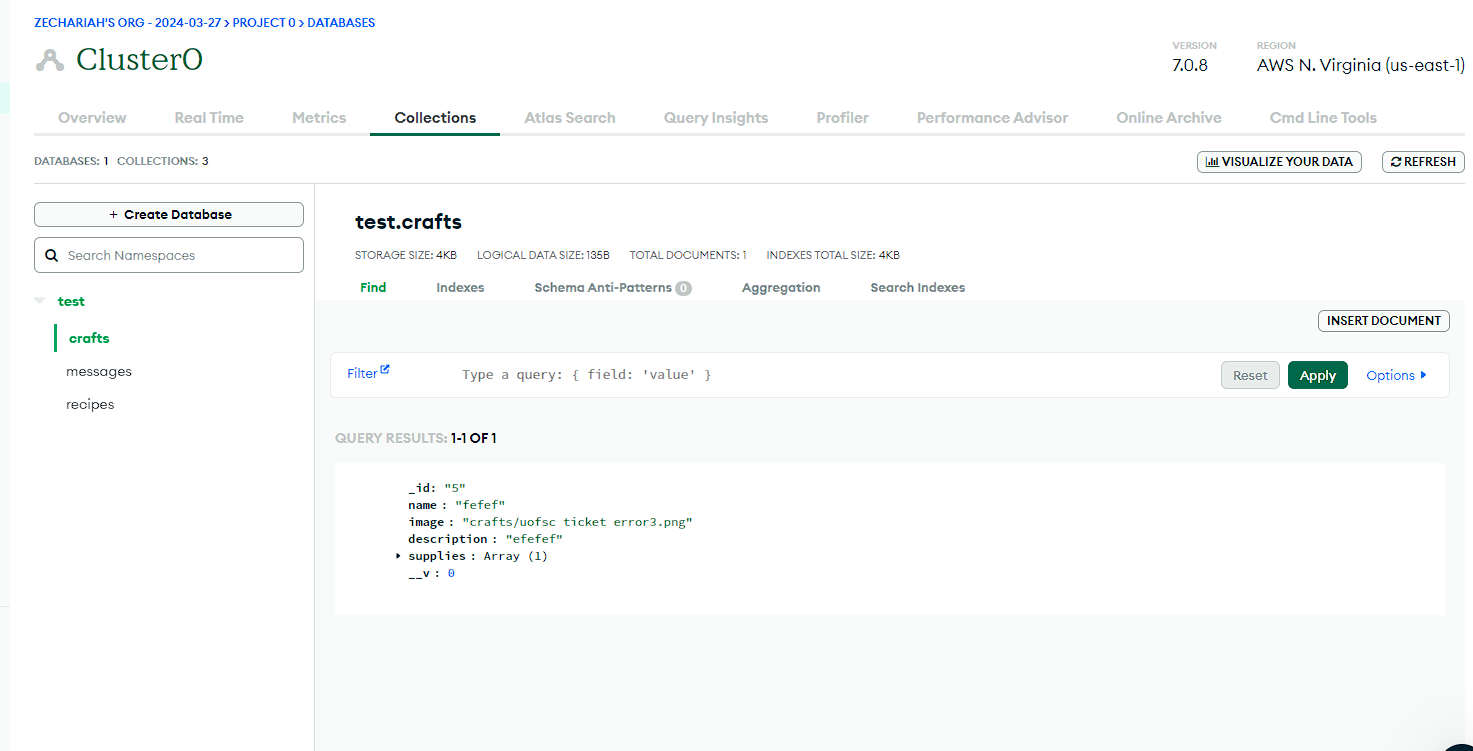 ZECHARIAH'S ORG - 2024-03-27 > PROJECT 0 > DATABASES
Cluster0
VERSION
7.0.8
REGION
AWS N. Virginia (us-east-1)
Overview Real Time Metrics Collections Atlas Search Query Insights Profiler Performance Advisor Online Archive Cmd Line Tools
DATABASES: 1 COLLECTIONS: 3
VISUALIZE YOUR DATA
REFRESH
+ Create Database
Search Namespaces
test
crafts
messages
recipes
test.crafts
STORAGE SIZE: 4KB LOGICAL DATA SIZE: 135B TOTAL DOCUMENTS: 1 INDEXES TOTAL SIZE: 4KB
Find Indexes Schema Anti-Patterns 0 Aggregation Search Indexes
INSERT DOCUMENT
Filter Type a query: { field: 'value' } Reset Apply Options
QUERY RESULTS: 1-1 OF 1
_id: "5"
name : "fefef"
image : "crafts/uofsc ticket error3.png"
description : "efefef"
supplies : Array (1)
__v : 0